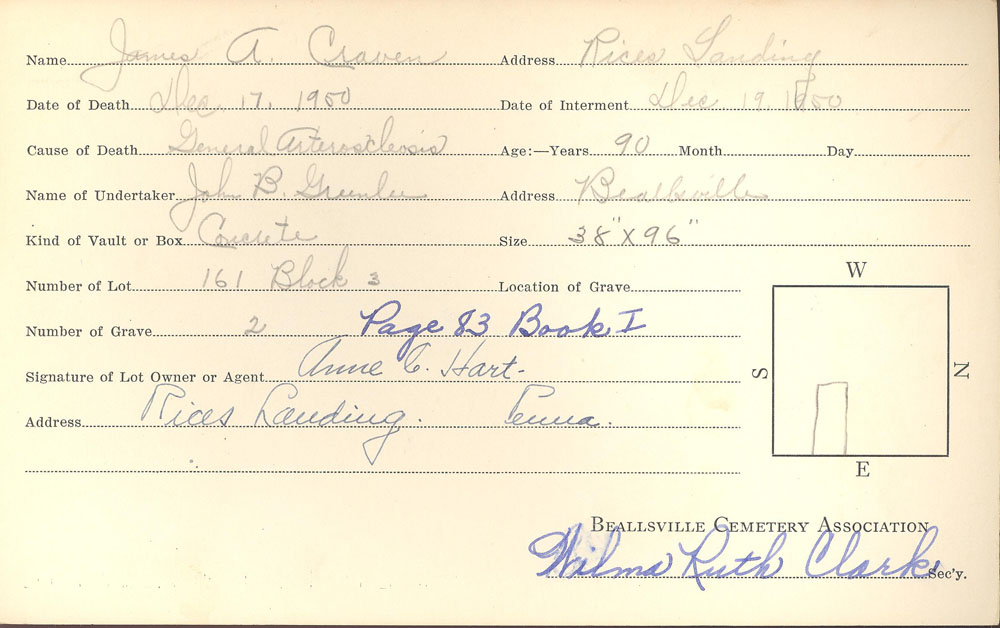 Name James A. Craven Address Rices Landing
Date of Death Dec. 17, 1950 Date of Interment Dec 19 1950
Cause of Death General Arterosclerosis Age:—Years 90 Month Day
Name of Undertaker John B. Greenlee Address Beallsville
Kind of Vault or Box Concrete Size 38" X 96"
Number of Lot 161 Block 3 Location of Grave
Number of Grave 2 Page 83 Book I
Signature of Lot Owner or Agent Anne C. Hart.
Address Rices Landing. Penna.
W
S
N
E
Beallsville Cemetery Association
Wilma Ruth Clark Sec'y.